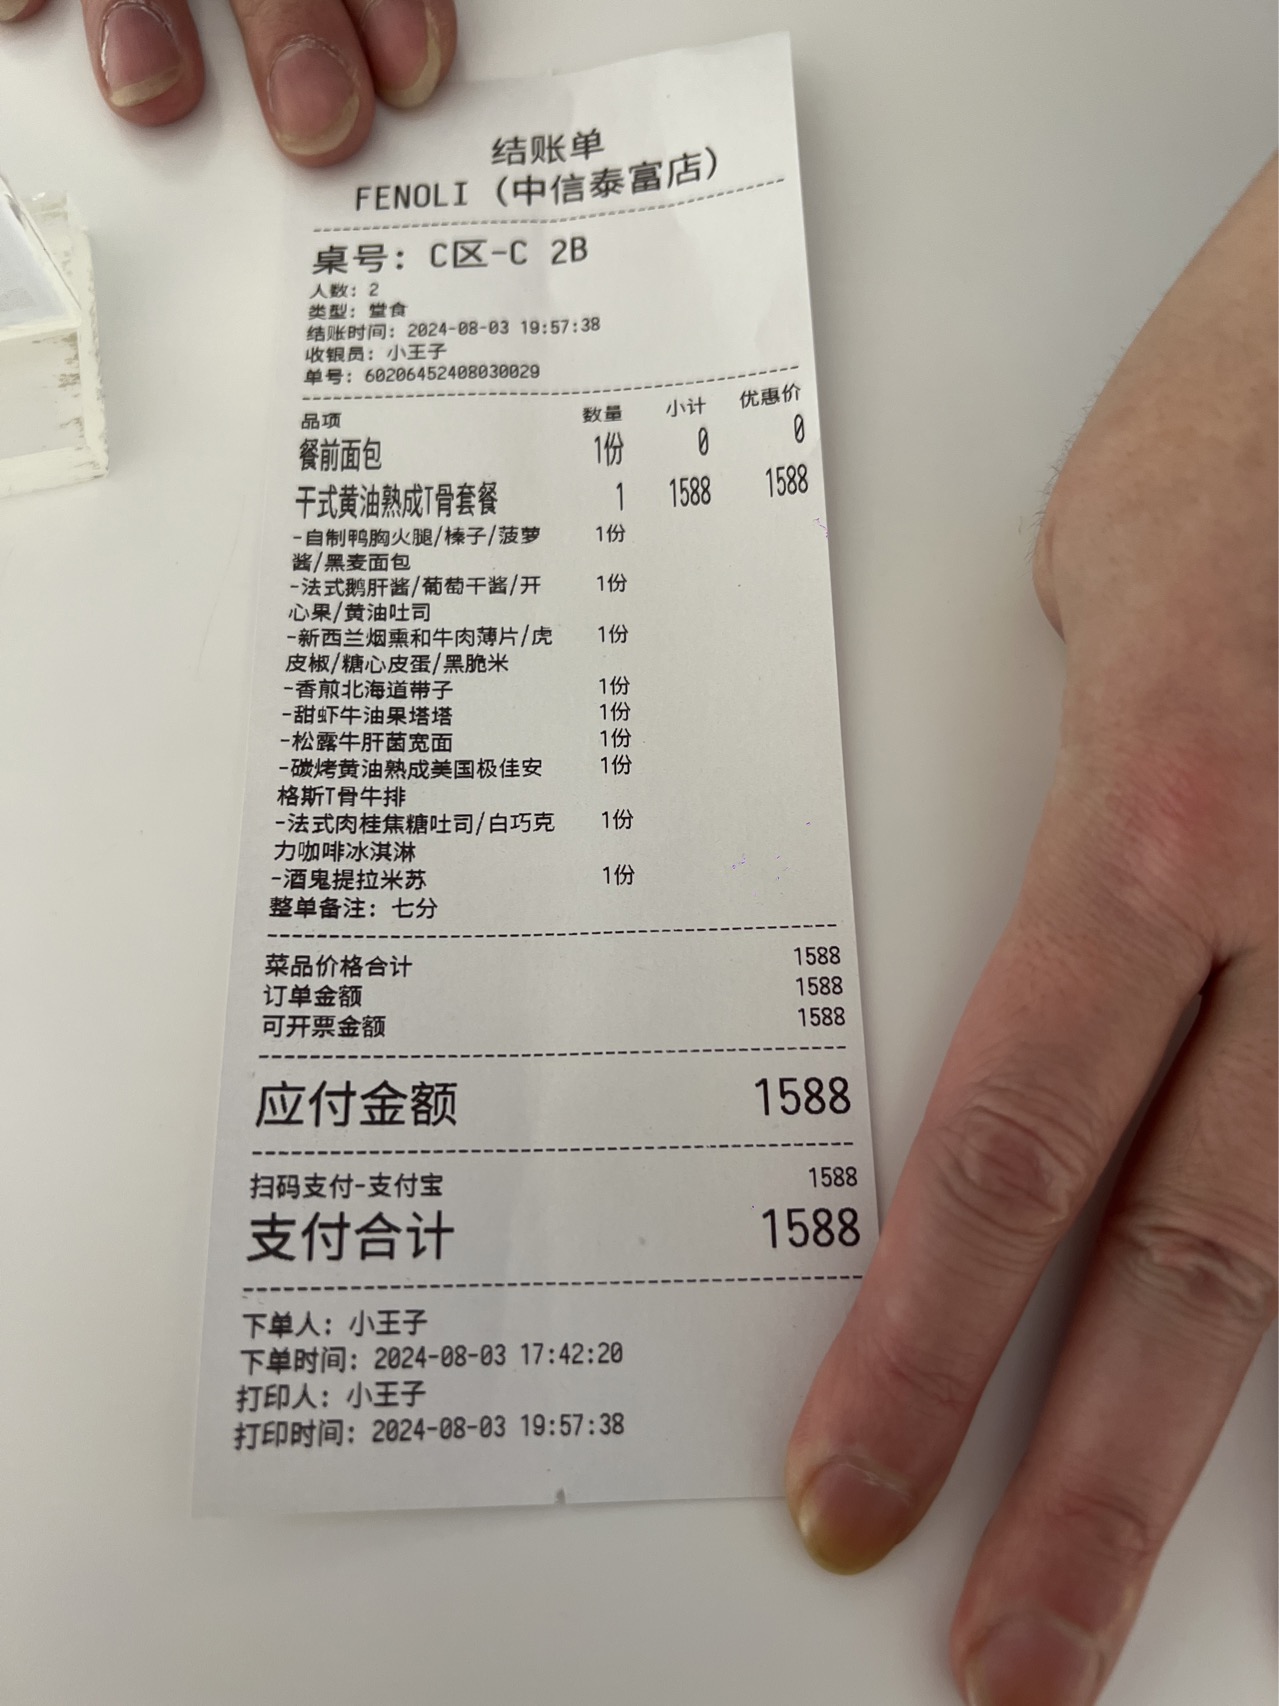 结账单
FENOLI (中信泰富店)
桌号: C区-C 2B
人数: 2
类型: 堂食
结账时间: 2024-08-03 19:57:38
收银员: 小王子
单号: 602064524080300​29
品项 数量 小计 优惠价
餐前面包 1份 0 0
干式黄油熟成T骨套餐 1 1588 1588
-自制鸭胸火腿/榛子/菠萝 1份
酱/黑麦面包
-法式鹅肝酱/葡萄干酱/开 1份
心果/黄油吐司
-新西兰烟熏和牛肉薄片/虎 1份
皮椒/糖心皮蛋/黑脆米
-香煎北海道带子 1份
-甜虾牛油果塔塔 1份
-松露牛肝菌宽面 1份
-碳烤黄油熟成美国极佳安 1份
格斯T骨牛排
-法式肉桂焦糖吐司/白巧克 1份
力咖啡冰淇淋
-酒鬼提拉米苏 1份
整单备注: 七分
菜品价格合计 1588
订单金额 1588
可开票金额 1588
应付金额 1588
扫码支付-支付宝 1588
支付合计 1588
下单人: 小王子
下单时间: 2024-08-03 17:42:20
打印人: 小王子
打印时间: 2024-08-03 19:57:38